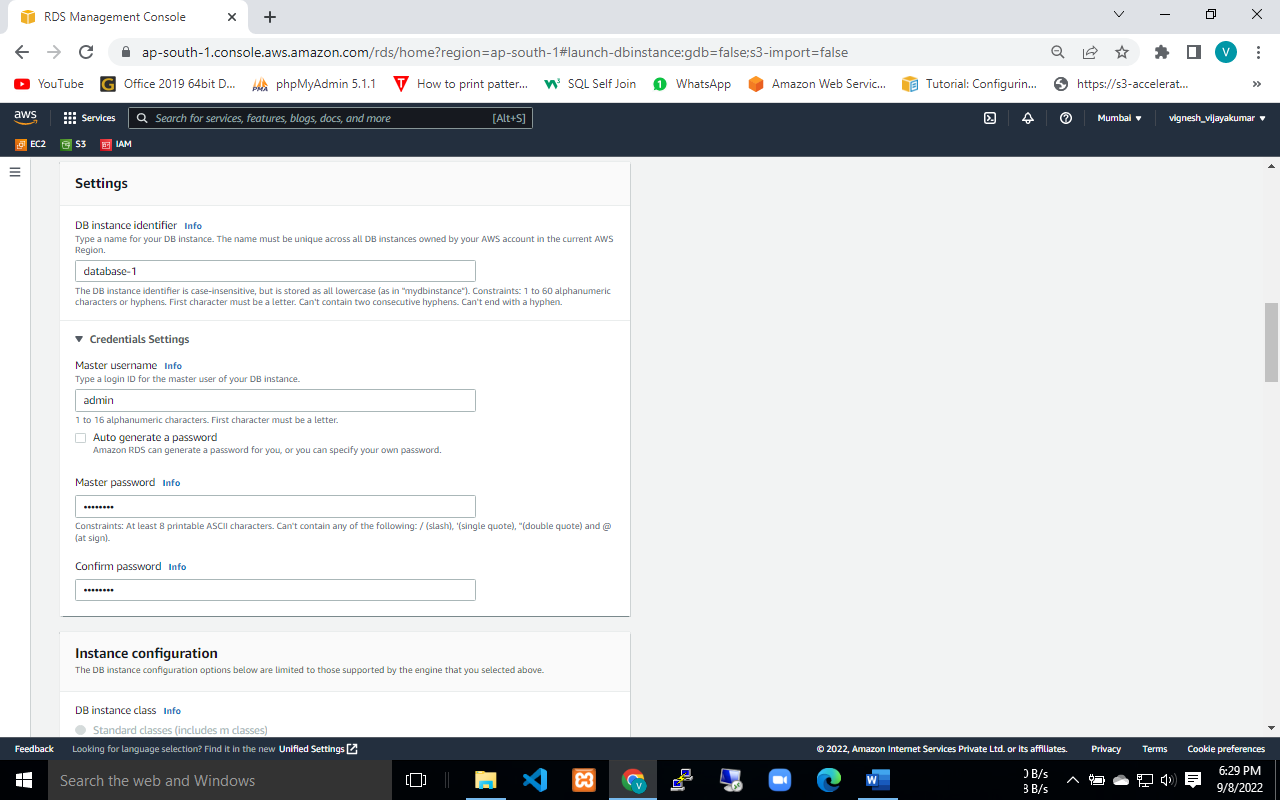 RDS Management Console
ap-south-1.console.aws.amazon.com/rds/home?region=ap-south-1#launch-dbinstance:gdb=false;s3-import=false
V
YouTube
Office 2019 64bit D...
PMA
phpMyAdmin 5.1.1
How to print patter...
SQL Self Join
1
WhatsApp
Amazon Web Servic...
Tutorial: Configurin...
https://s3-accelerat...
aws
Services
Search for services, features, blogs, docs, and more
[Alt+S]
Mumbai
vignesh_vijayakumar
EC2
S3
IAM
Settings
DB instance identifier Info
Type a name for your DB instance. The name must be unique across all DB instances owned by your AWS account in the current AWS
Region.
database-1
The DB instance identifier is case-insensitive, but is stored as all lowercase (as in "mydbinstance"). Constraints: 1 to 60 alphanumeric
characters or hyphens. First character must be a letter. Can't contain two consecutive hyphens. Can't end with a hyphen.
Credentials Settings
Master username Info
Type a login ID for the master user of your DB instance.
admin
1 to 16 alphanumeric characters. First character must be a letter.
Auto generate a password
Amazon RDS can generate a password for you, or you can specify your own password.
Master password Info
••••••••
Constraints: At least 8 printable ASCII characters. Can't contain any of the following: / (slash), '(single quote), "(double quote) and @
(at sign).
Confirm password Info
••••••••
Instance configuration
The DB instance configuration options below are limited to those supported by the engine that you selected above.
DB instance class Info
Standard classes (includes m classes)
Feedback
Looking for language selection? Find it in the new Unified Settings
© 2022, Amazon Internet Services Private Ltd. or its affiliates.
Privacy
Terms
Cookie preferences
Search the web and Windows
V
6:29 PM
9/8/2022